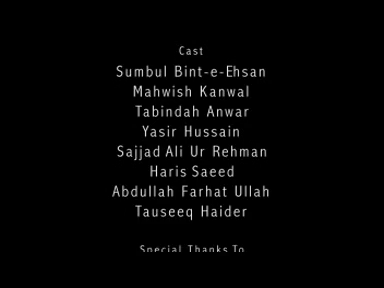 Cast
Sumbul Bint-e-Ehsan
Mahwish Kanwal
Tabindah Anwar
Yasir Hussain
Sajjad Ali Ur Rehman
Haris Saeed
Abdullah Farhat Ullah
Tauseeq Haider
Special Thanks To